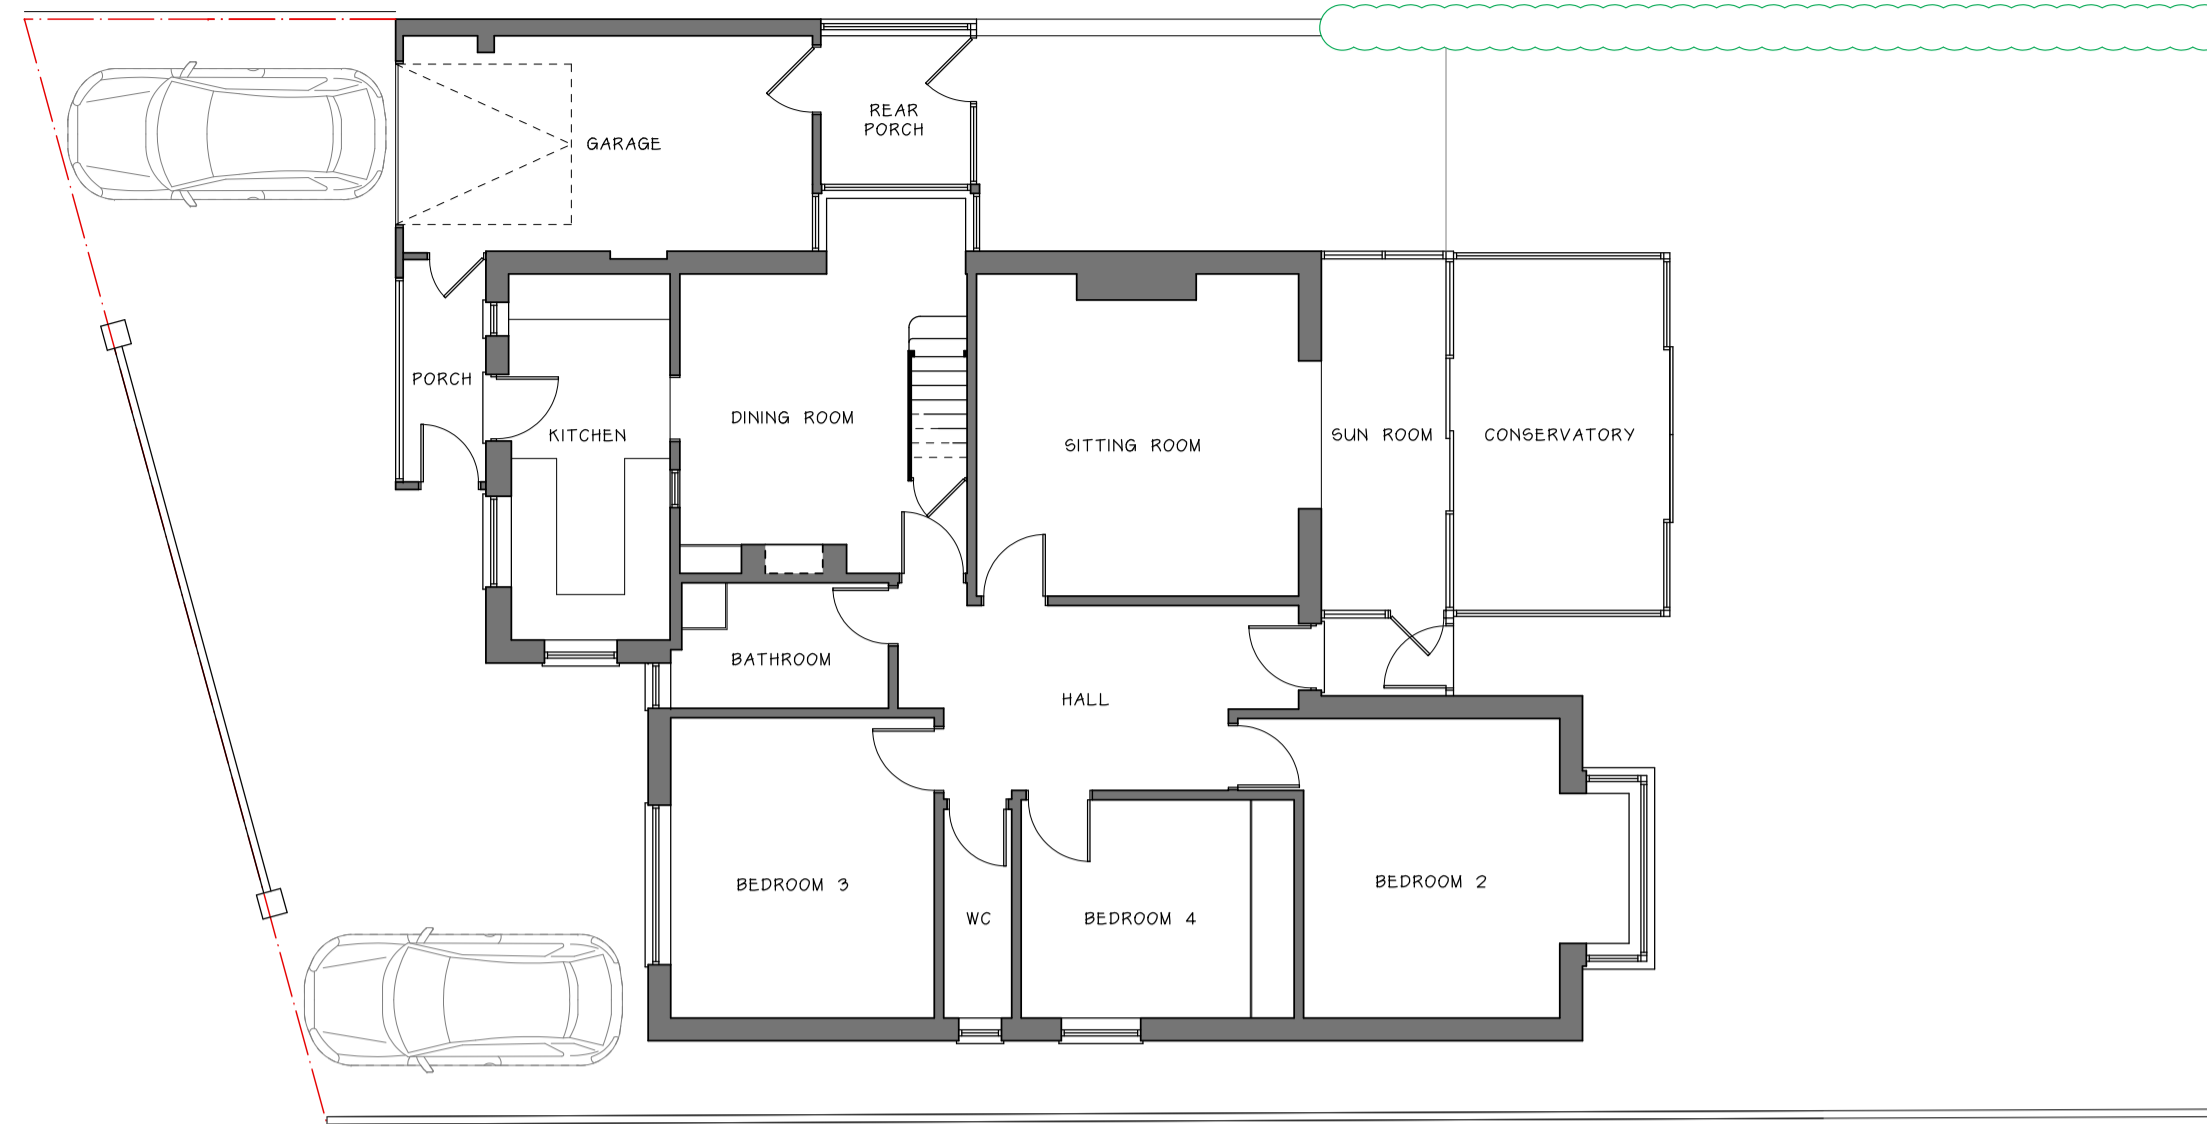 REAR
PORCH
GARAGE
PORCH
KITCHEN
DINING ROOM
SITTING ROOM
SUN ROOM
CONSERVATORY
BATHROOM
HALL
BEDROOM 3
WC
BEDROOM 4
BEDROOM 2